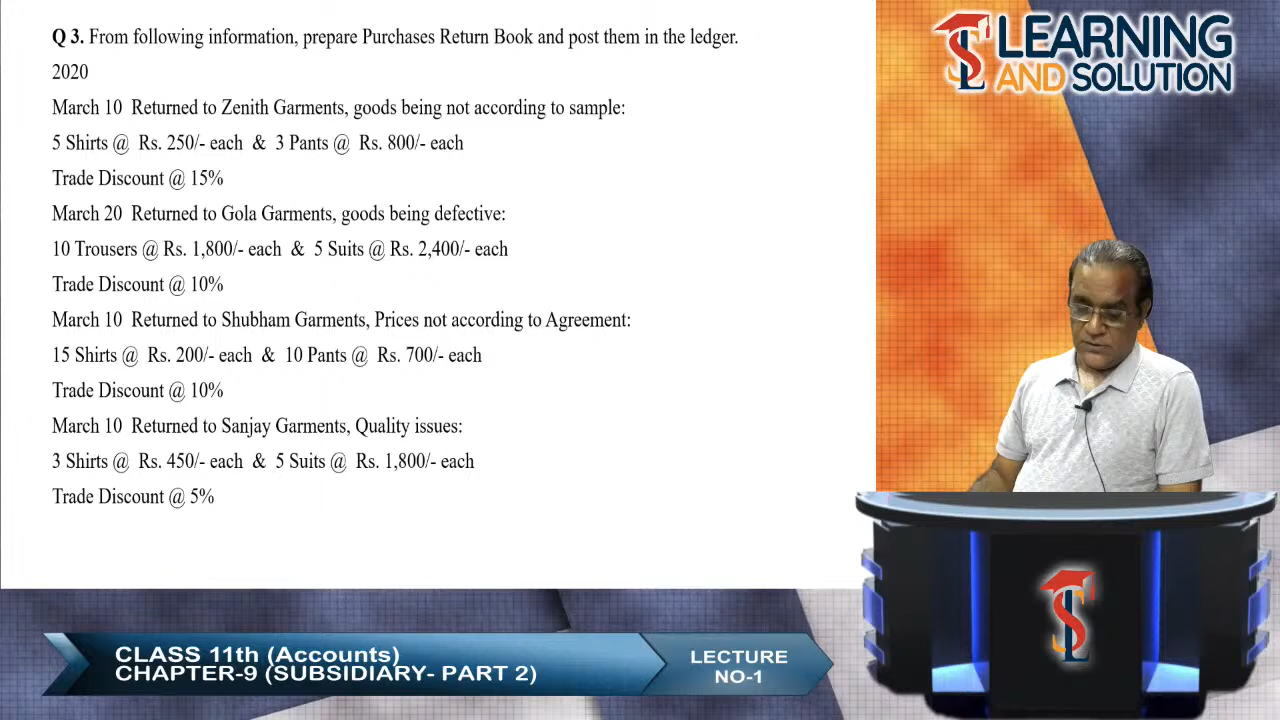 Q 3. From following information, prepare Purchases Return Book and post them in the ledger.
2020
March 10 Returned to Zenith Garments, goods being not according to sample:
5 Shirts @ Rs. 250/- each & 3 Pants @ Rs. 800/- each
Trade Discount @ 15%
March 20 Returned to Gola Garments, goods being defective:
10 Trousers @ Rs. 1,800/- each & 5 Suits @ Rs. 2,400/- each
Trade Discount @ 10%
March 10 Returned to Shubham Garments, Prices not according to Agreement:
15 Shirts @ Rs. 200/- each & 10 Pants @ Rs. 700/- each
Trade Discount @ 10%
March 10 Returned to Sanjay Garments, Quality issues:
3 Shirts @ Rs. 450/- each & 5 Suits @ Rs. 1,800/- each
Trade Discount @ 5%
SL LEARNING
AND SOLUTION
SL
CLASS 11th (Accounts)
CHAPTER-9 (SUBSIDIARY- PART 2)
LECTURE
NO-1